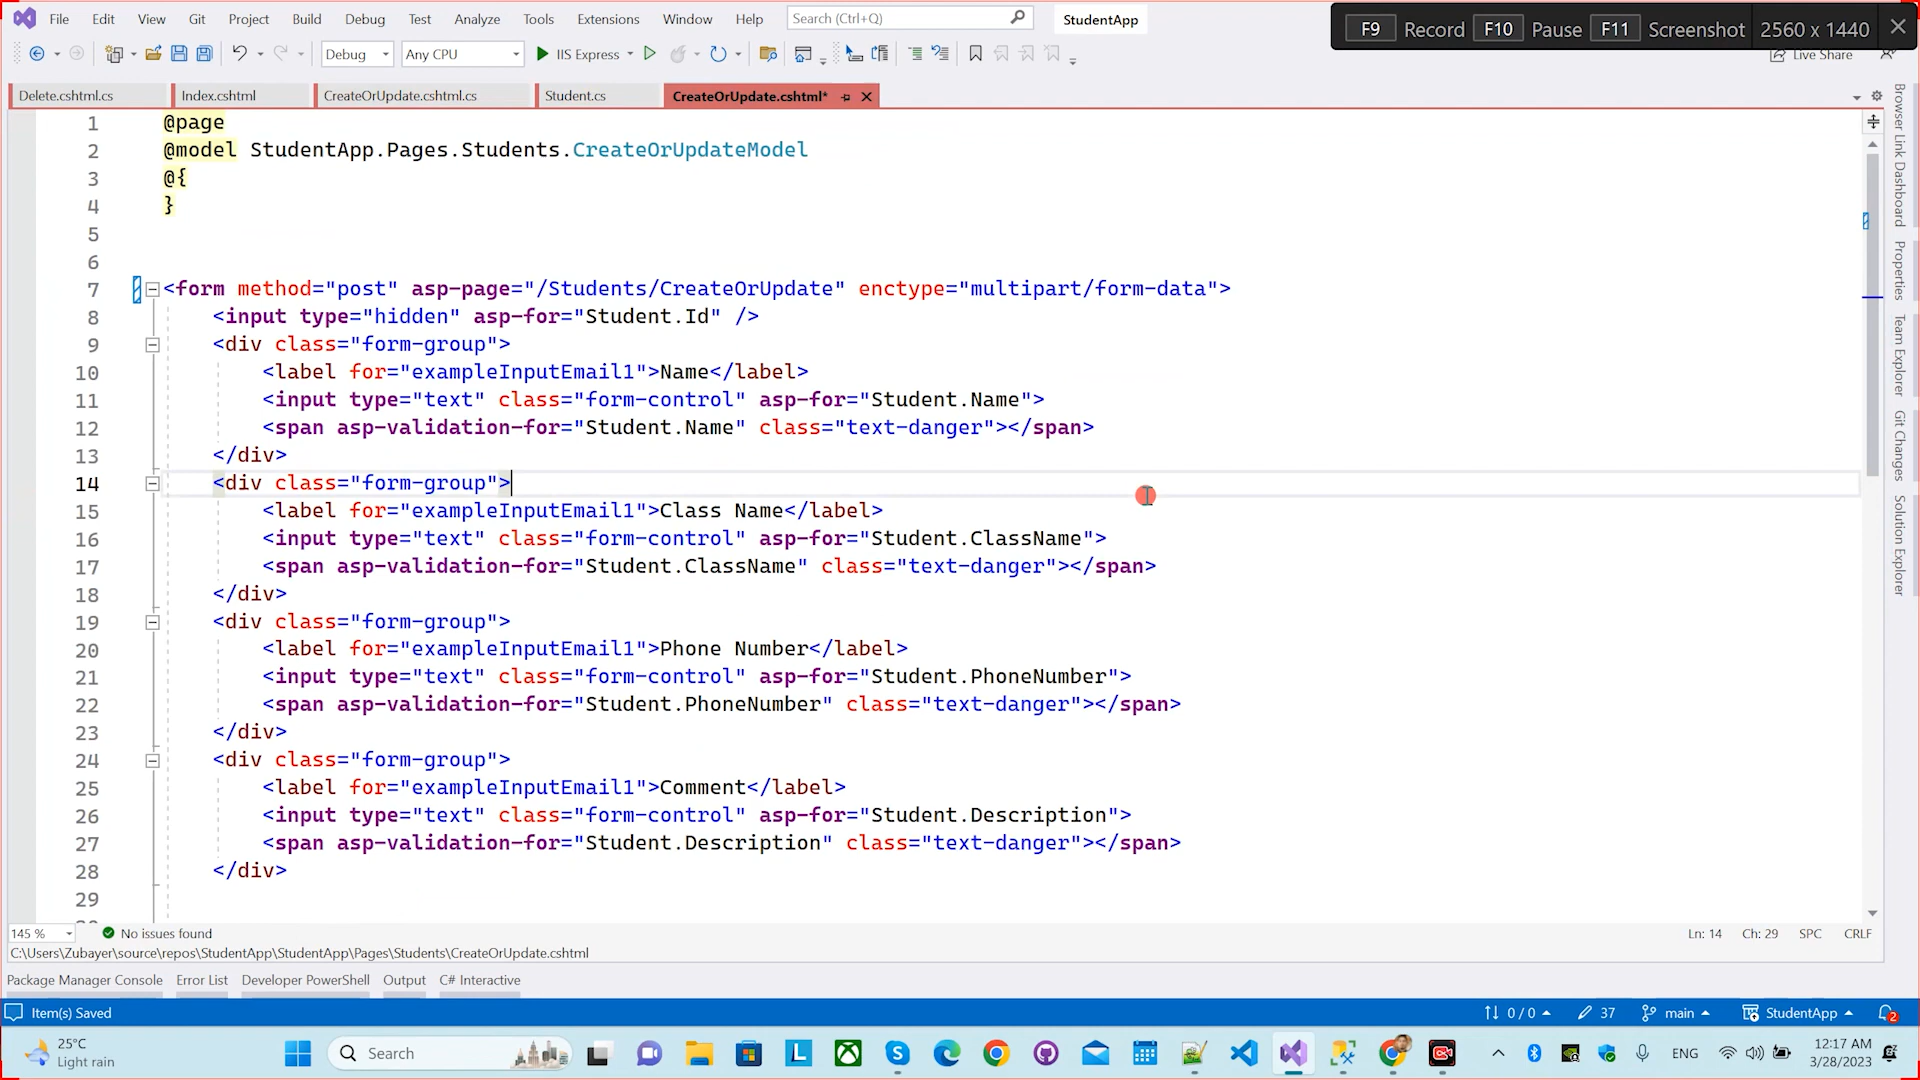 File Edit View Git Project Build Debug Test Analyze Tools Extensions Window Help Search (Ctrl+Q) StudentApp
F9 Record F10 Pause F11 Screenshot 2560 x 1440
Debug Any CPU IIS Express Live Share
Delete.cshtml.cs Index.cshtml CreateOrUpdate.cshtml.cs Student.cs CreateOrUpdate.cshtml*
1 @page
2 @model StudentApp.Pages.Students.CreateOrUpdateModel
3 @{
4 }
5
6
7 <form method="post" asp-page="/Students/CreateOrUpdate" enctype="multipart/form-data">
8 <input type="hidden" asp-for="Student.Id" />
9 <div class="form-group">
10 <label for="exampleInputEmail1">Name</label>
11 <input type="text" class="form-control" asp-for="Student.Name">
12 <span asp-validation-for="Student.Name" class="text-danger"></span>
13 </div>
14 <div class="form-group">
15 <label for="exampleInputEmail1">Class Name</label>
16 <input type="text" class="form-control" asp-for="Student.ClassName">
17 <span asp-validation-for="Student.ClassName" class="text-danger"></span>
18 </div>
19 <div class="form-group">
20 <label for="exampleInputEmail1">Phone Number</label>
21 <input type="text" class="form-control" asp-for="Student.PhoneNumber">
22 <span asp-validation-for="Student.PhoneNumber" class="text-danger"></span>
23 </div>
24 <div class="form-group">
25 <label for="exampleInputEmail1">Comment</label>
26 <input type="text" class="form-control" asp-for="Student.Description">
27 <span asp-validation-for="Student.Description" class="text-danger"></span>
28 </div>
29
Browser Link Dashboard
Properties
Team Explorer
Git Changes
Solution Explorer
145 % No issues found Ln: 14 Ch: 29 SPC CRLF
C:\Users\Zubayer\source\repos\StudentApp\StudentApp\Pages\Students\CreateOrUpdate.cshtml
Package Manager Console Error List Developer PowerShell Output C# Interactive
Item(s) Saved 0 / 0 37 main StudentApp 2
25°C
Light rain
Search
ENG
12:17 AM
3/28/2023